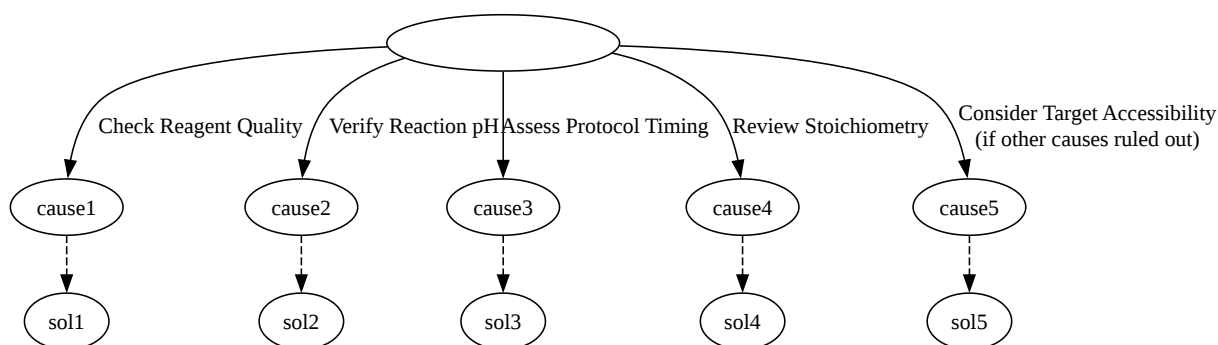 Check Reagent Quality
Verify Reaction pH
Assess Protocol Timing
Review Stoichiometry
Consider Target Accessibility
(if other causes ruled out)
cause1
cause2
cause3
cause4
cause5
sol1
sol2
sol3
sol4
sol5